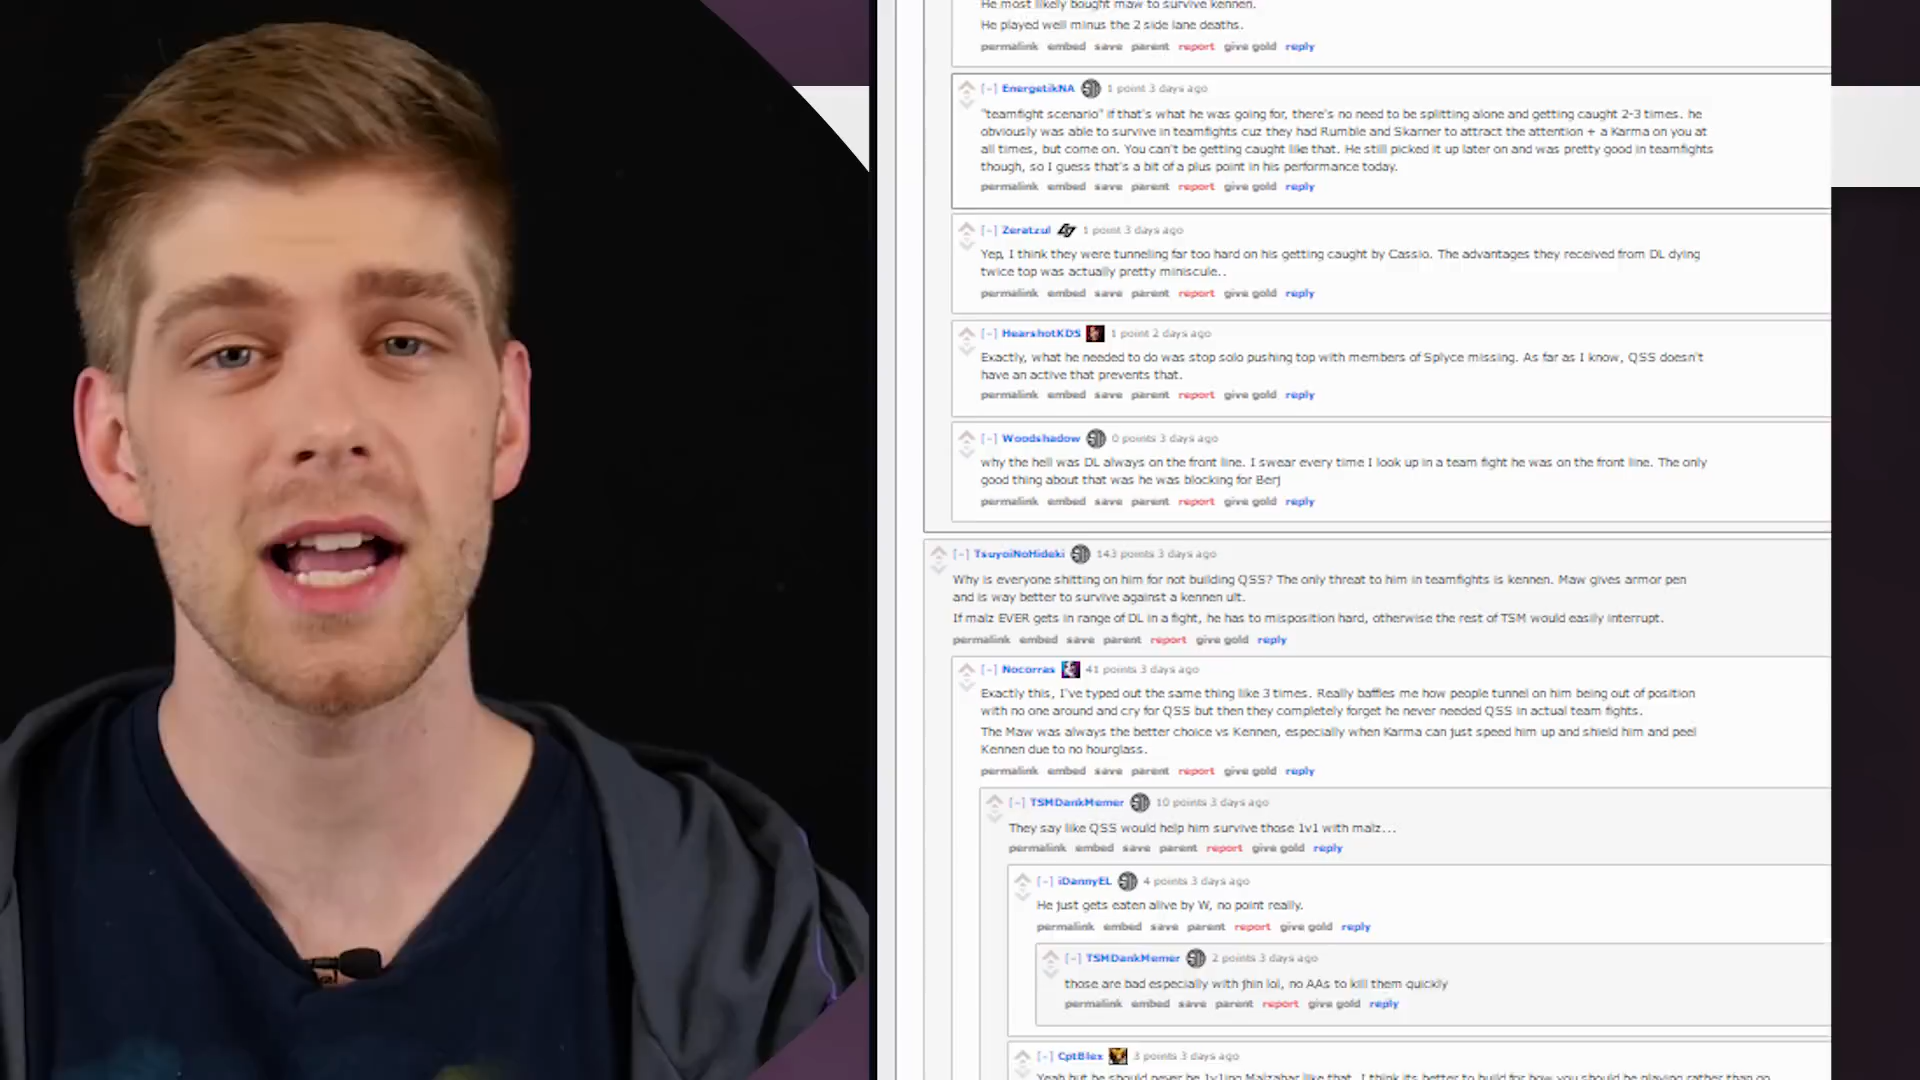 He most likely bought maw to survive kennen.
He played well minus the 2 side lane deaths.
permalink embed save parent report give gold reply
[-] EnergetikNA 1 point 3 days ago
"teamfight scenario" if that's what he was going for, there's no need to be splitting alone and getting caught 2-3 times. he
obviously was able to survive in teamfights cuz they had Rumble and Skarner to attract the attention + a Karma on you at
all times, but come on. You can't be getting caught like that. He still picked it up later on and was pretty good in teamfights
though, so I guess that's a bit of a plus point in his performance today.
permalink embed save parent report give gold reply
[-] Zeratzul 1 point 3 days ago
Yep, I think they were tunneling far too hard on his getting caught by Cassio. The advantages they received from DL dying
twice top was actually pretty miniscule..
permalink embed save parent report give gold reply
[-] HearshotKDS 1 point 2 days ago
Exactly, what he needed to do was stop solo pushing top with members of Splyce missing. As far as I know, QSS doesn't
have an active that prevents that.
permalink embed save parent report give gold reply
[-] Woodshadow 0 points 3 days ago
why the hell was DL always on the front line. I swear every time I look up in a team fight he was on the front line. The only
good thing about that was he was blocking for Berj
permalink embed save parent report give gold reply
[-] TsuyoiNoHideki 143 points 3 days ago
Why is everyone shitting on him for not building QSS? The only threat to him in teamfights is kennen. Maw gives armor pen
and is way better to survive against a kennen ult.
If malz EVER gets in range of DL in a fight, he has to misposition hard, otherwise the rest of TSM would easily interrupt.
permalink embed save parent report give gold reply
[-] Nocorras 41 points 3 days ago
Exactly this, I've typed out the same thing like 3 times. Really baffles me how people tunnel on him being out of position
with no one around and cry for QSS but then they completely forget he never needed QSS in actual team fights.
The Maw was always the better choice vs Kennen, especially when Karma can just speed him up and shield him and peel
Kennen due to no hourglass.
permalink embed save parent report give gold reply
[-] TSMDankMemer 10 points 3 days ago
They say like QSS would help him survive those 1v1 with malz...
permalink embed save parent report give gold reply
[-] iDannyEL 4 points 3 days ago
He just gets eaten alive by W, no point really.
permalink embed save parent report give gold reply
[-] TSMDankMemer 2 points 3 days ago
those are bad especially with jhin lol, no AAs to kill them quickly
permalink embed save parent report give gold reply
[-] CptBlex 3 points 3 days ago
Yeah but he should never be 1v1ing Malzahar like that. I think its better to build for how you should be playing rather than go